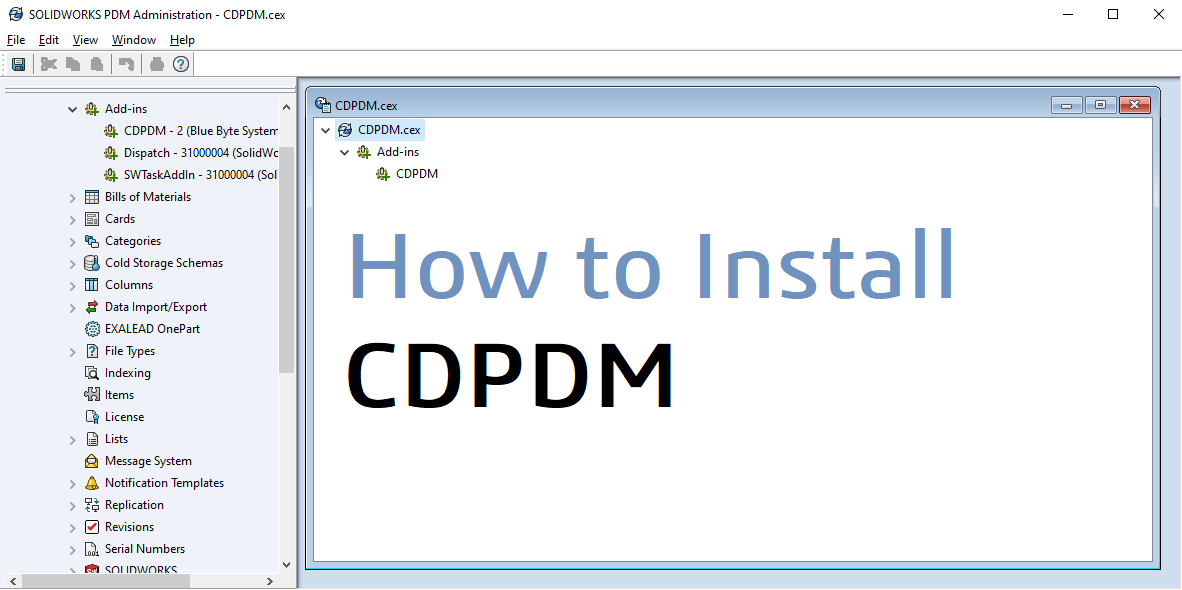 SOLIDWORKS PDM Administration - CDPDM.cex
File Edit View Window Help
Add-ins
CDPDM - 2 (Blue Byte System
Dispatch - 31000004 (SolidWo
SWTaskAddIn - 31000004 (Sol
Bills of Materials
Cards
Categories
Cold Storage Schemas
Columns
Data Import/Export
EXALEAD OnePart
File Types
Indexing
Items
License
Lists
Message System
Notification Templates
Replication
Revisions
Serial Numbers
SOLIDWORKS
CDPDM.cex
CDPDM.cex
Add-ins
CDPDM
How to Install
CDPDM